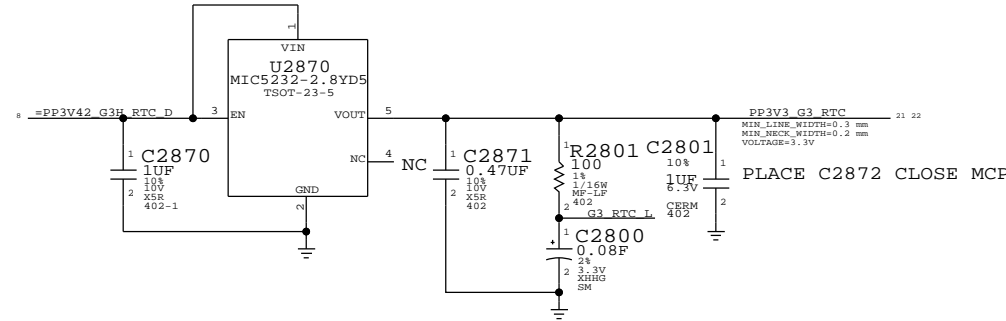 1
VIN
U2870
MIC5232-2.8YD5
TSOT-23-5
8 =PP3V42_G3H_RTC_D
3 EN
VOUT 5
NC 4 NC
GND
2
1 C2870
1UF
10%
2 10V
X5R
402-1
1 C2871
0.47UF
10%
2 10V
X5R
402
1 R2801
100
1%
1/16W
MF-LF
2 402
G3_RTC_L
+ 1 C2800
0.08F
2%
2 3.3V
XHHG
SM
PP3V3_G3_RTC 21 22
MIN_LINE_WIDTH=0.3 mm
MIN_NECK_WIDTH=0.2 mm
VOLTAGE=3.3V
C2801
10% 1
1UF
6.3V
2
CERM
402
PLACE C2872 CLOSE MCP